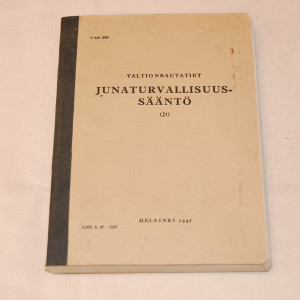 VALTIONRAUTATIET
JUNATURVALLISUUS-
SÄÄNTÖ
(Jt)
HELSINKI 1947